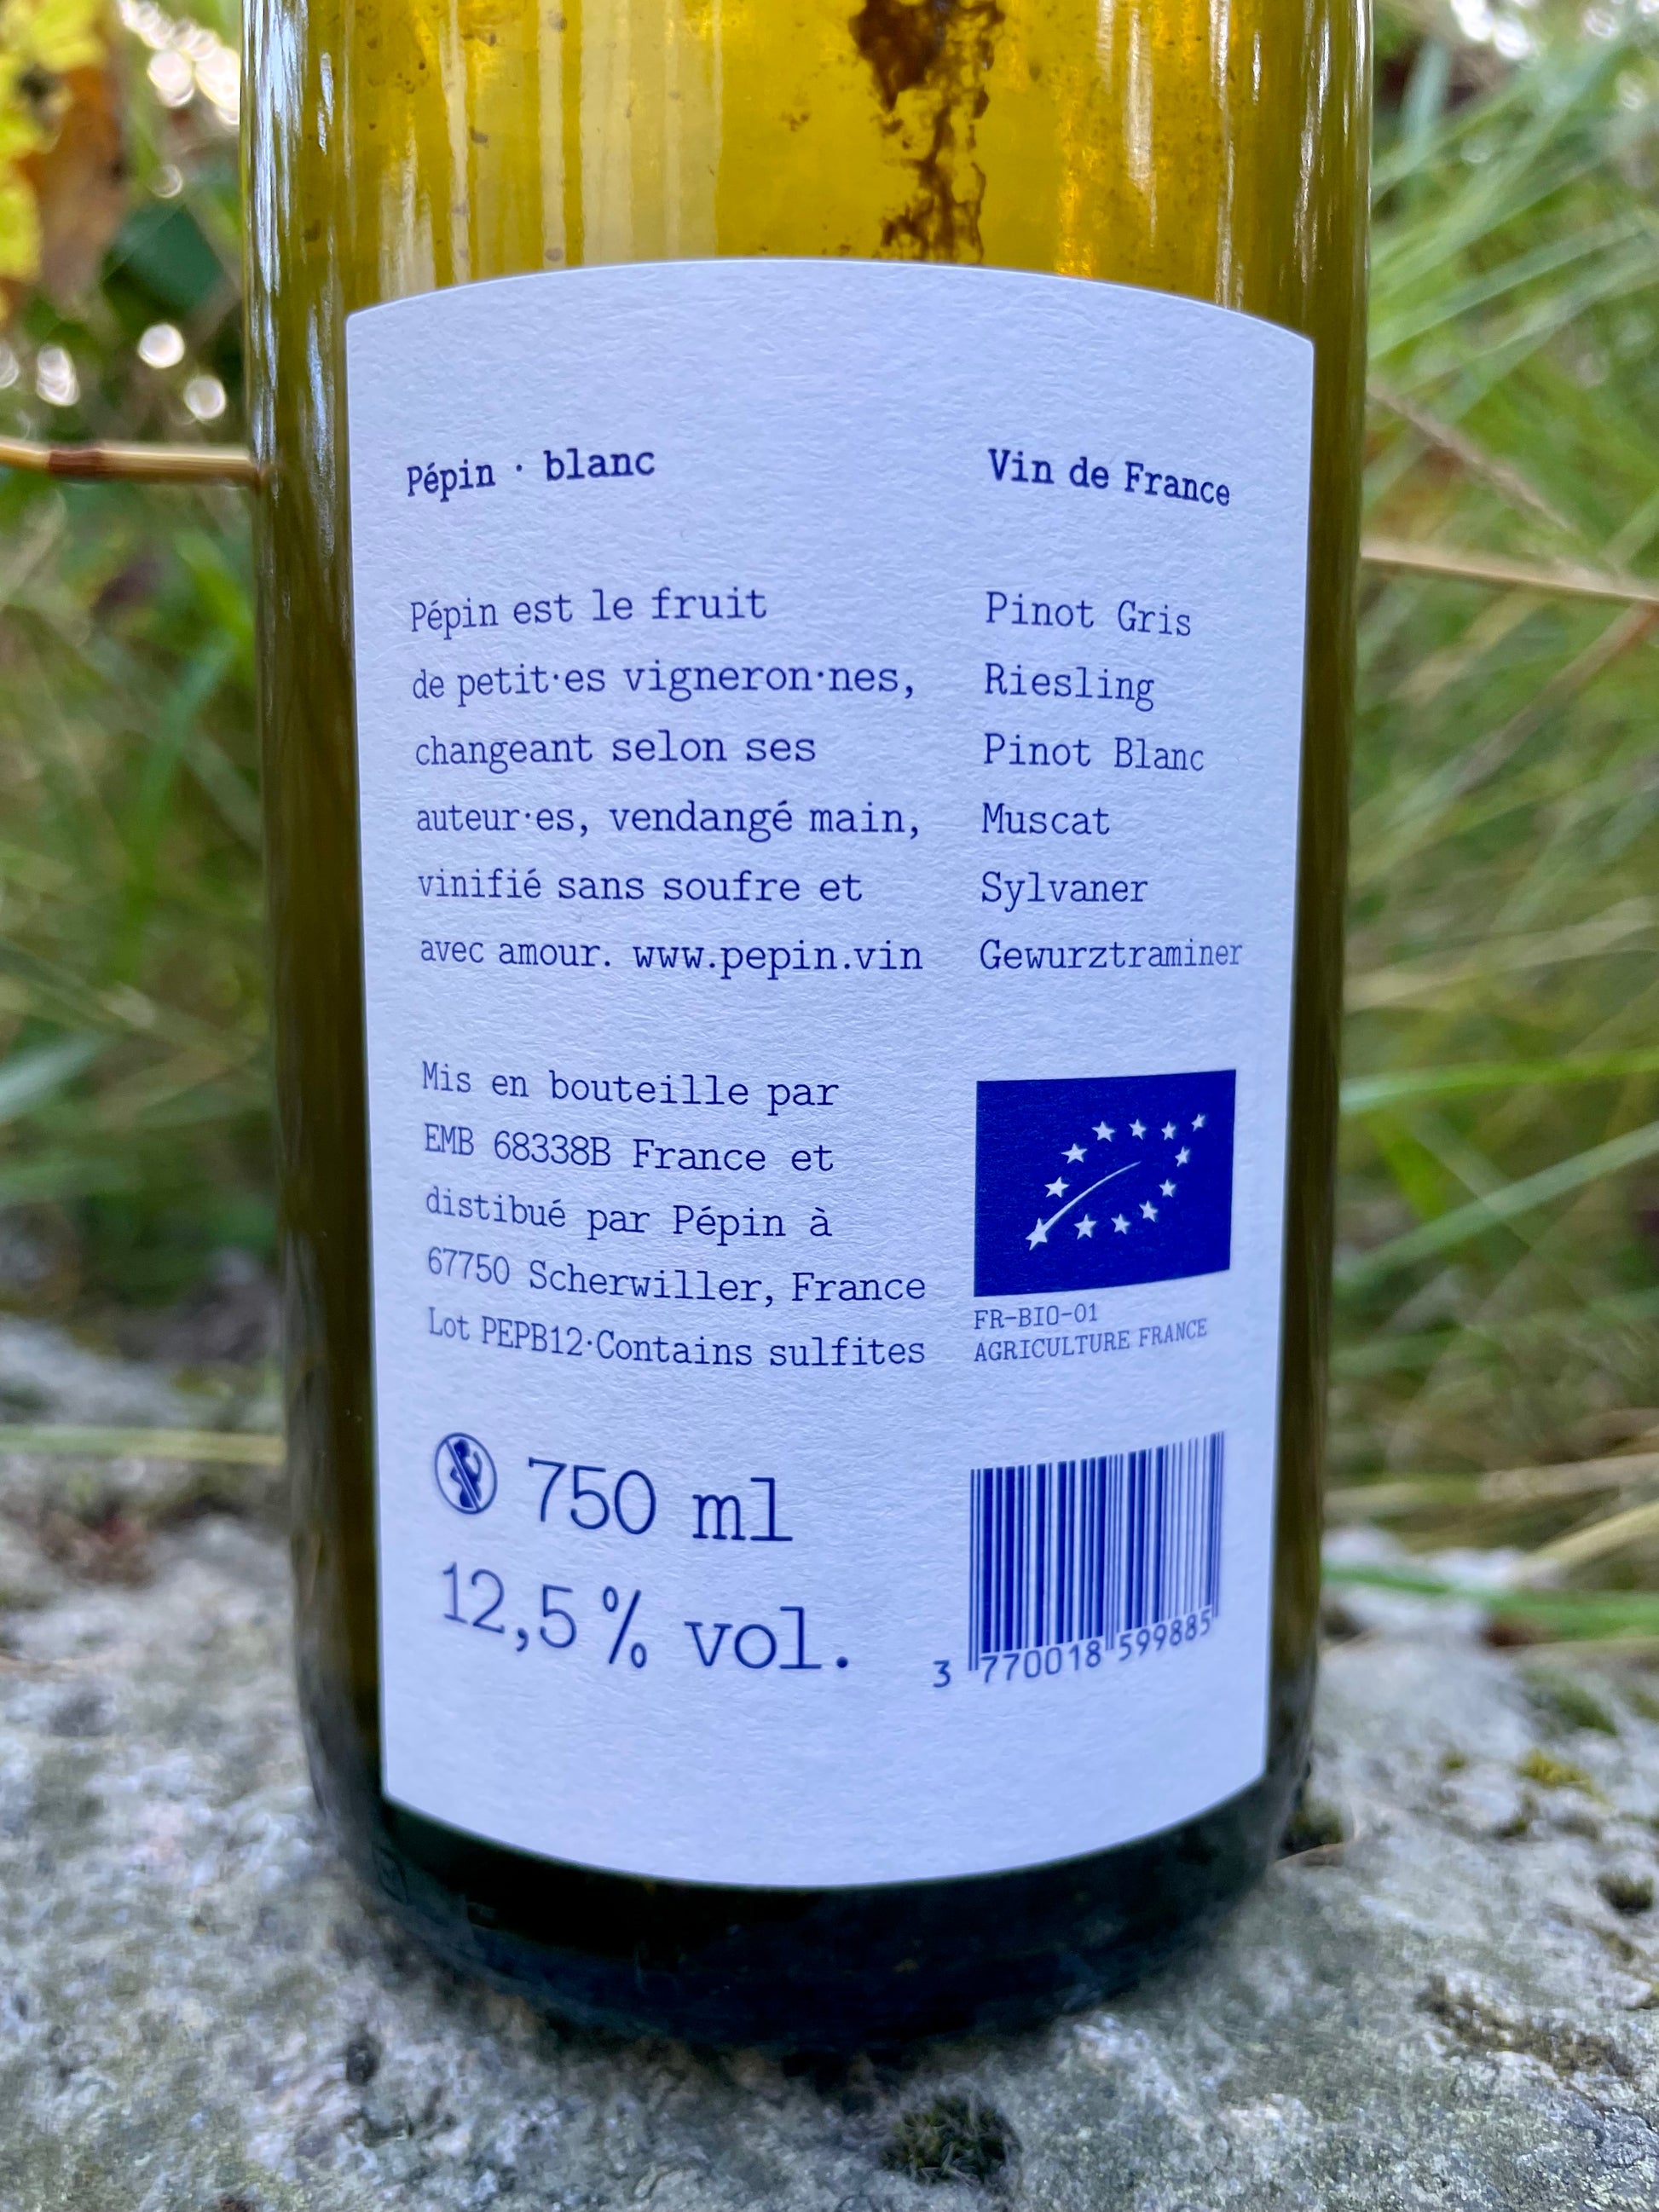 Pépin · blanc
Vin de France
Pépin est le fruit
de petit·es vigneron·nes,
changeant selon ses
auteur·es, vendangé main,
vinifié sans soufre et
avec amour. www.pepin.vin
Pinot Gris
Riesling
Pinot Blanc
Muscat
Sylvaner
Gewurztraminer
Mis en bouteille par
EMB 68338B France et
distibué par Pépin à
67750 Scherwiller, France
Lot PEPB12·Contains sulfites
FR-BIO-01
AGRICULTURE FRANCE
750 ml
12,5 % vol.
3 770018 599885